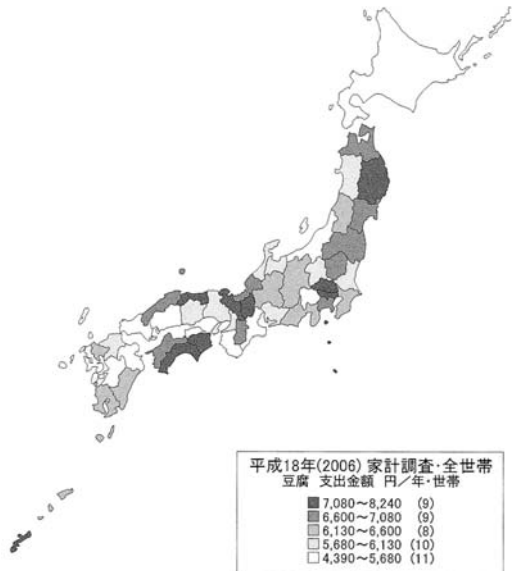 平成18年(2006) 家計調査・全世帯
豆腐 支出金額 円／年・世帯
7,080～8,240 (9)
6,600～7,080 (9)
6,130～6,600 (8)
5,680～6,130 (10)
4,390～5,680 (11)